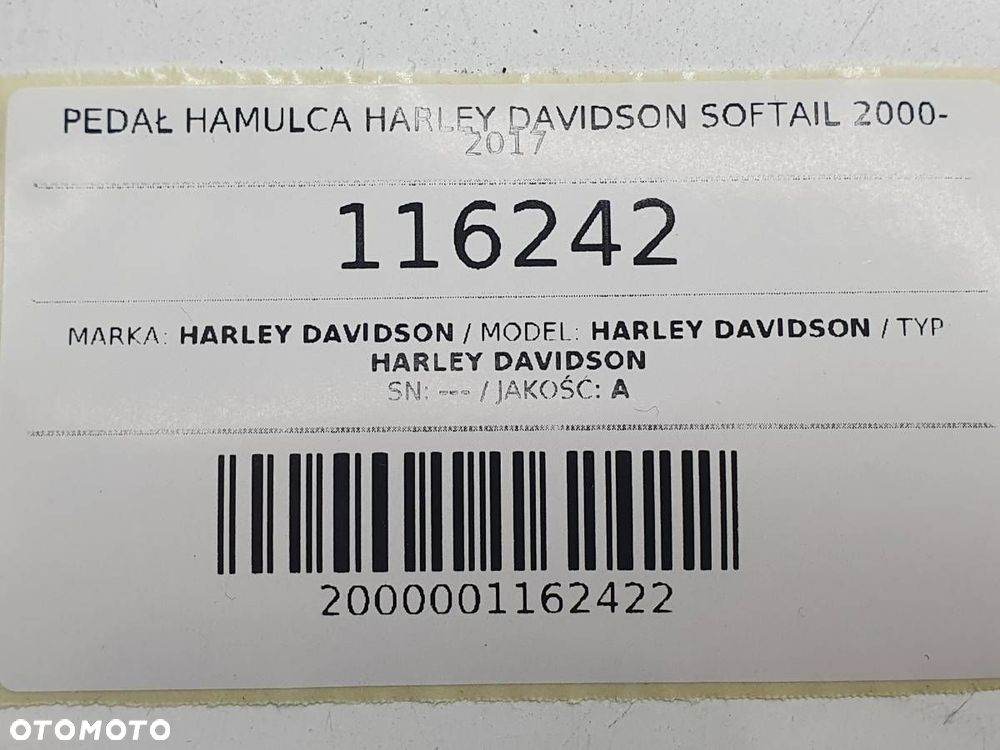 PEDAŁ HAMULCA HARLEY DAVIDSON SOFTAIL 2000-
2017
116242
MARKA: HARLEY DAVIDSON / MODEL: HARLEY DAVIDSON / TYP
HARLEY DAVIDSON
SN: --- / JAKOŚĆ: A
2000001162422
OTOMOTO